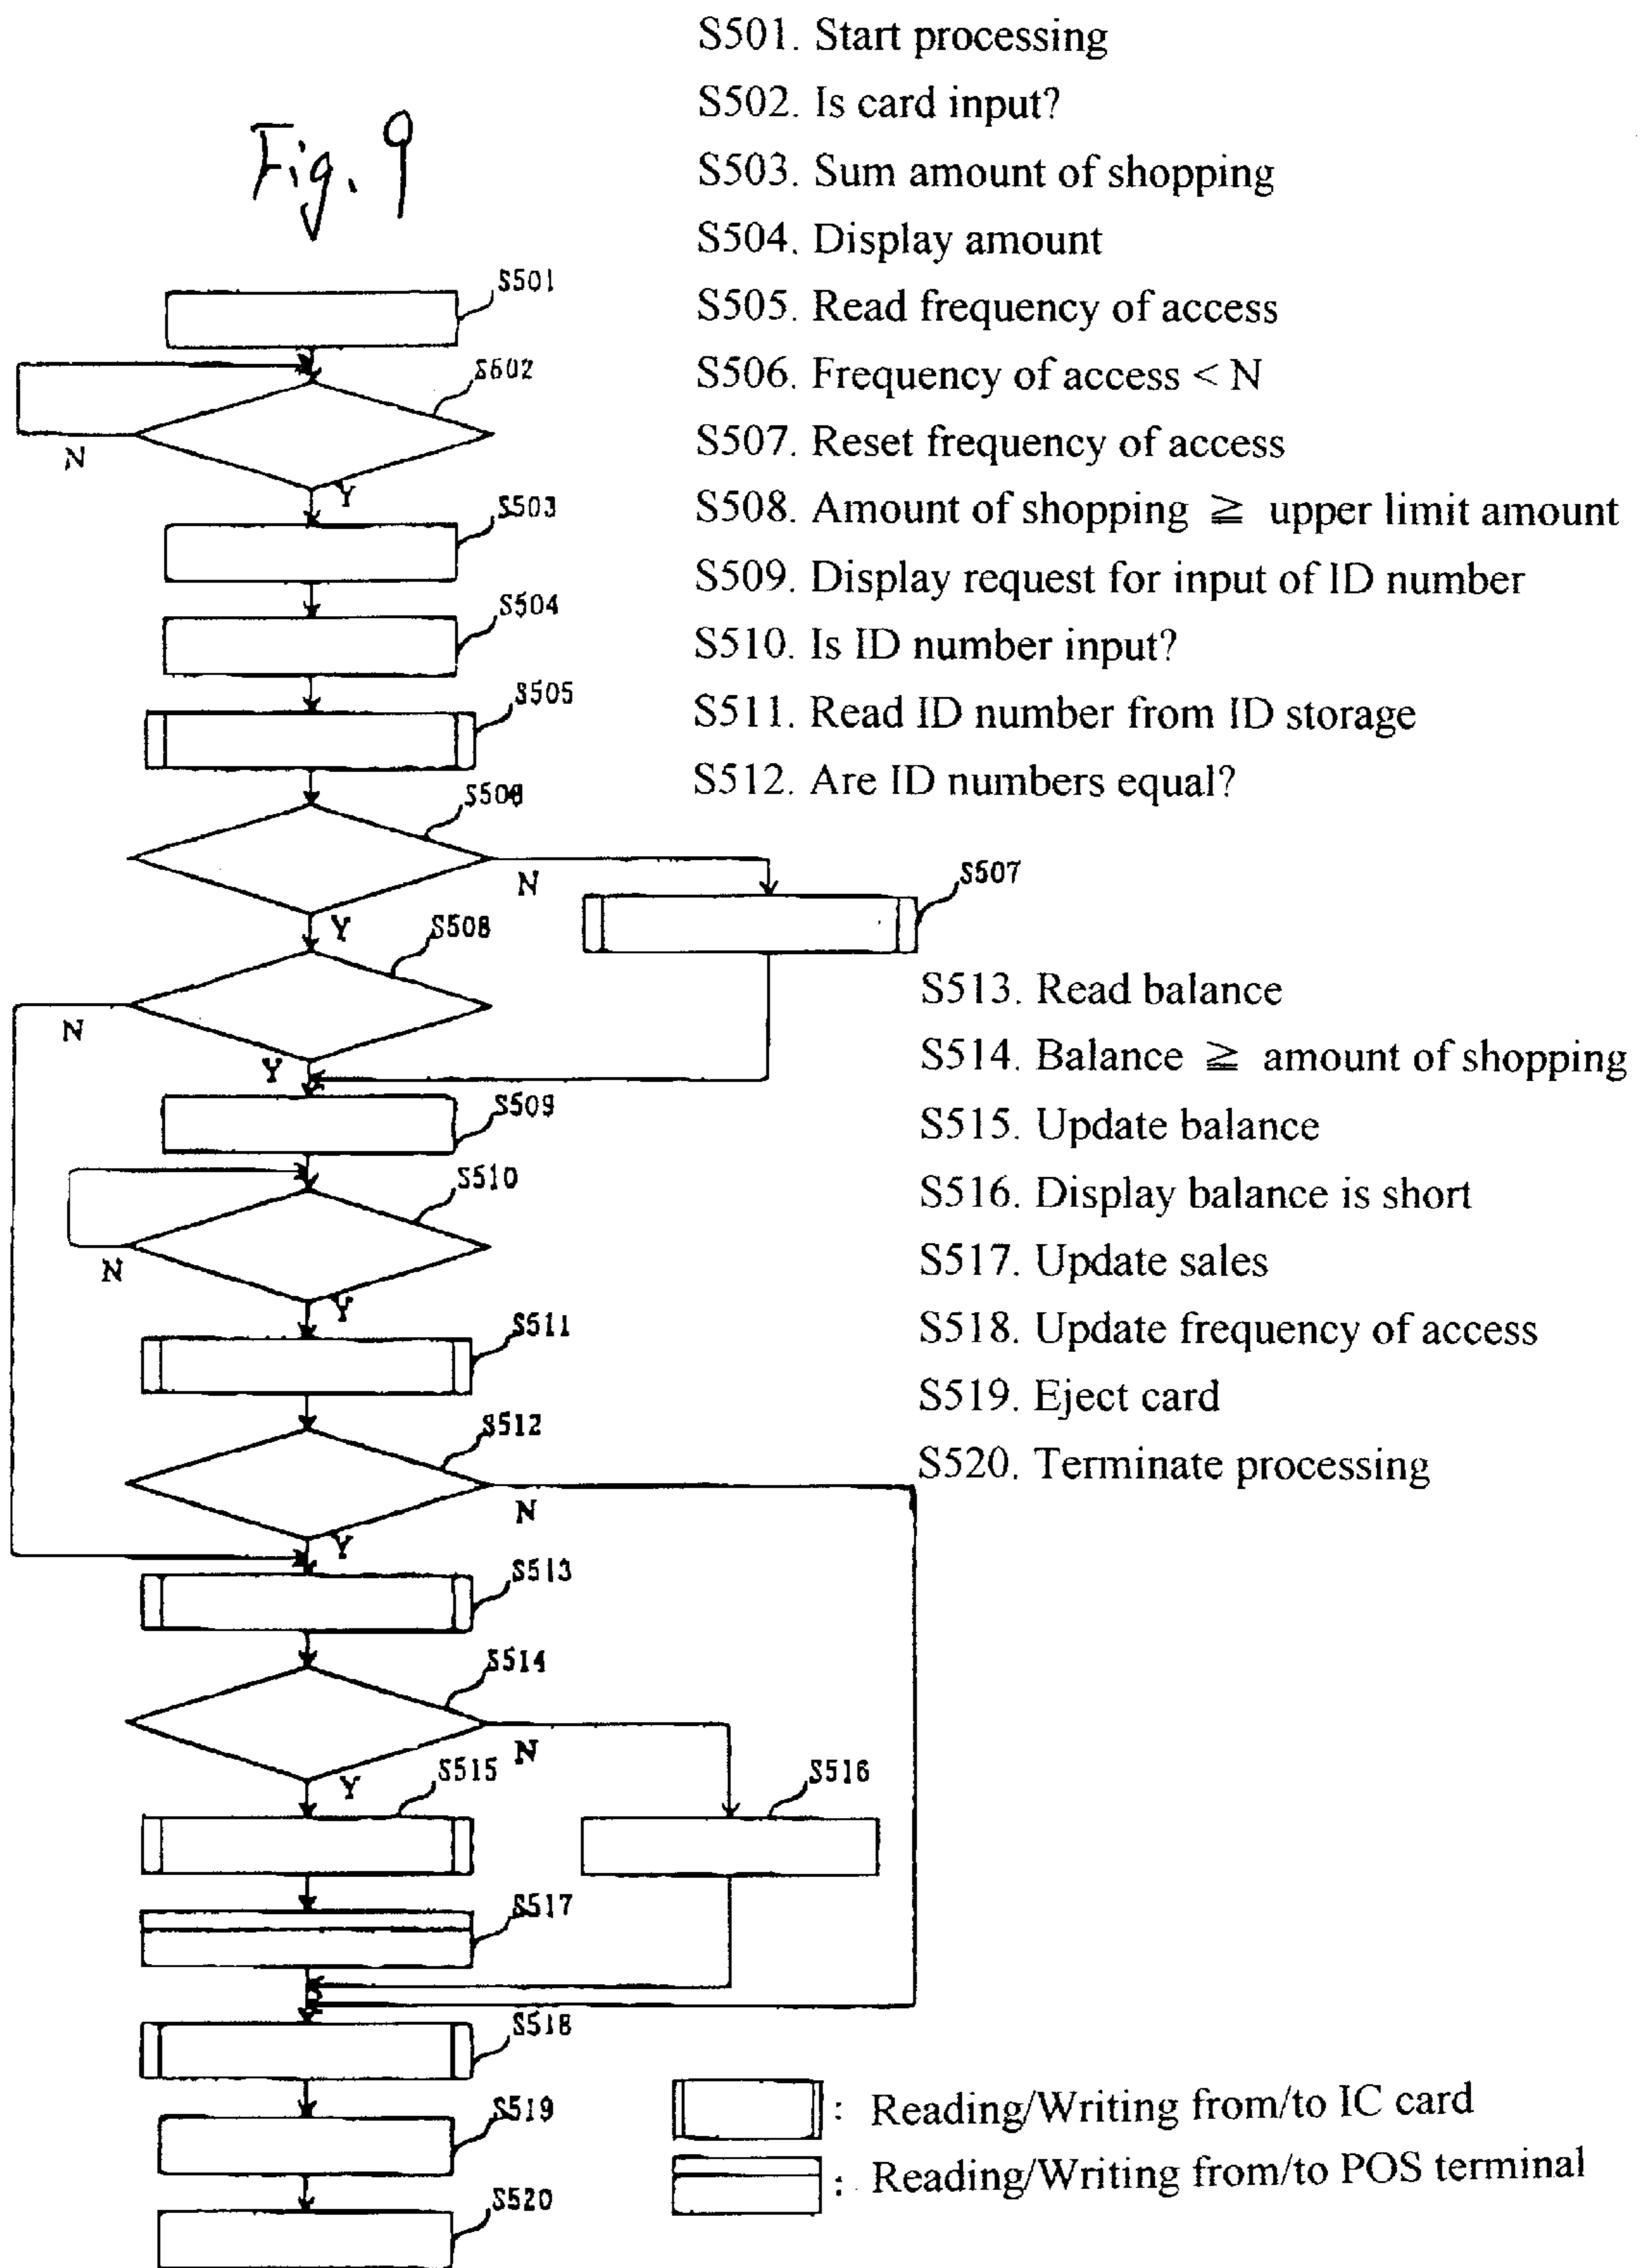 S501. Start processing
S502. Is card input?
S503. Sum amount of shopping
S504. Display amount
S505. Read frequency of access
S506. Frequency of access < N
S507. Reset frequency of access
S508. Amount of shopping ≧ upper limit amount
S509. Display request for input of ID number
S510. Is ID number input?
S511. Read ID number from ID storage
S512. Are ID numbers equal?
Fig. 9
S501
S502
N
Y
S503
S504
S505
S506
N
S507
Y
S508
N
Y
S509
S510
N
Y
S511
S512
N
Y
S513
S514
N
Y
S515
S516
S517
S518
S519
S520
S513. Read balance
S514. Balance ≧ amount of shopping
S515. Update balance
S516. Display balance is short
S517. Update sales
S518. Update frequency of access
S519. Eject card
S520. Terminate processing
: Reading/Writing from/to IC card
: Reading/Writing from/to POS terminal